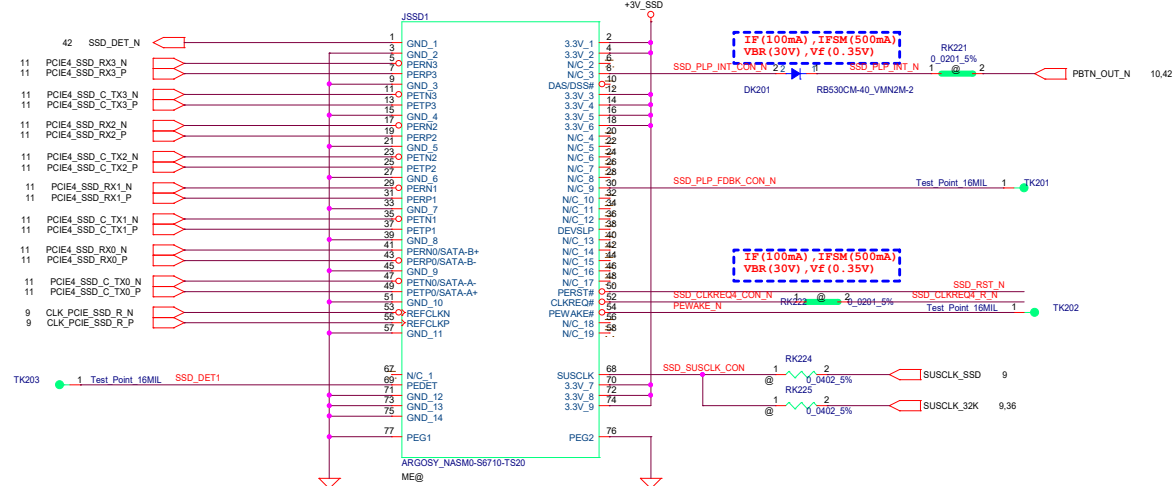 +3V_SSD
JSSD1
42 SSD_DET_N
1 GND_1 3.3V_1 2
3 GND_2 3.3V_2 4
11 PCIE4_SSD_RX3_N 5 PERN3 N/C_2 6
11 PCIE4_SSD_RX3_P 7 PERP3 N/C_3 8
9 GND_3 DAS/DSS# 10
11 PCIE4_SSD_C_TX3_N 11 PETN3 3.3V_3 12
11 PCIE4_SSD_C_TX3_P 13 PETP3 3.3V_4 14
15 GND_4 3.3V_5 16
11 PCIE4_SSD_RX2_N 17 PERN2 3.3V_6 18
11 PCIE4_SSD_RX2_P 19 PERP2 N/C_4 20
21 GND_5 N/C_5 22
11 PCIE4_SSD_C_TX2_N 23 PETN2 N/C_6 24
11 PCIE4_SSD_C_TX2_P 25 PETP2 N/C_7 26
27 GND_6 N/C_8 28
11 PCIE4_SSD_RX1_N 29 PERN1 N/C_9 30
11 PCIE4_SSD_RX1_P 31 PERP1 N/C_10 32
33 GND_7 N/C_11 34
11 PCIE4_SSD_C_TX1_N 35 PETN1 N/C_12 36
11 PCIE4_SSD_C_TX1_P 37 PETP1 DEVSLP 38
39 GND_8 N/C_13 40
11 PCIE4_SSD_RX0_N 41 PERN0/SATA-B+ N/C_14 42
11 PCIE4_SSD_RX0_P 43 PERP0/SATA-B- N/C_15 44
45 GND_9 N/C_16 46
11 PCIE4_SSD_C_TX0_N 47 PETN0/SATA-A- N/C_17 48
11 PCIE4_SSD_C_TX0_P 49 PETP0/SATA-A+ PERST# 50
51 GND_10 CLKREQ# 52
9 CLK_PCIE_SSD_R_N 53 REFCLKN PEWAKE# 54
9 CLK_PCIE_SSD_R_P 55 REFCLKP N/C_18 56
57 GND_11 N/C_19 58
67 N/C_1 SUSCLK 68
TK203 1 Test_Point_16MIL SSD_DET1 69 PEDET 3.3V_7 70
71 GND_12 3.3V_8 72
73 GND_13 3.3V_9 74
75 GND_14
77 PEG1 PEG2 76
ARGOSY_NASM0-S6710-TS20
ME@
IF(100mA),IFSM(500mA)
VBR(30V),Vf(0.35V)
RK221
0_0201_5%
SSD_PLP_INT_CON_N 2 1 SSD_PLP_INT_N 1 @ 2 PBTN_OUT_N 10,42
DK201 RB530CM-40_VMN2M-2
SSD_PLP_FDBK_CON_N Test_Point_16MIL 1 TK201
IF(100mA),IFSM(500mA)
VBR(30V),Vf(0.35V)
SSD_RST_N
SSD_CLKREQ4_CON_N 1 @ 2 SSD_CLKREQ4_R_N
RK222 0_0201_5%
PEWAKE_N Test_Point_16MIL 1 TK202
RK224
SSD_SUSCLK_CON 1 2 SUSCLK_SSD 9
@ 0_0402_5%
RK225
1 2 SUSCLK_32K 9,36
@ 0_0402_5%